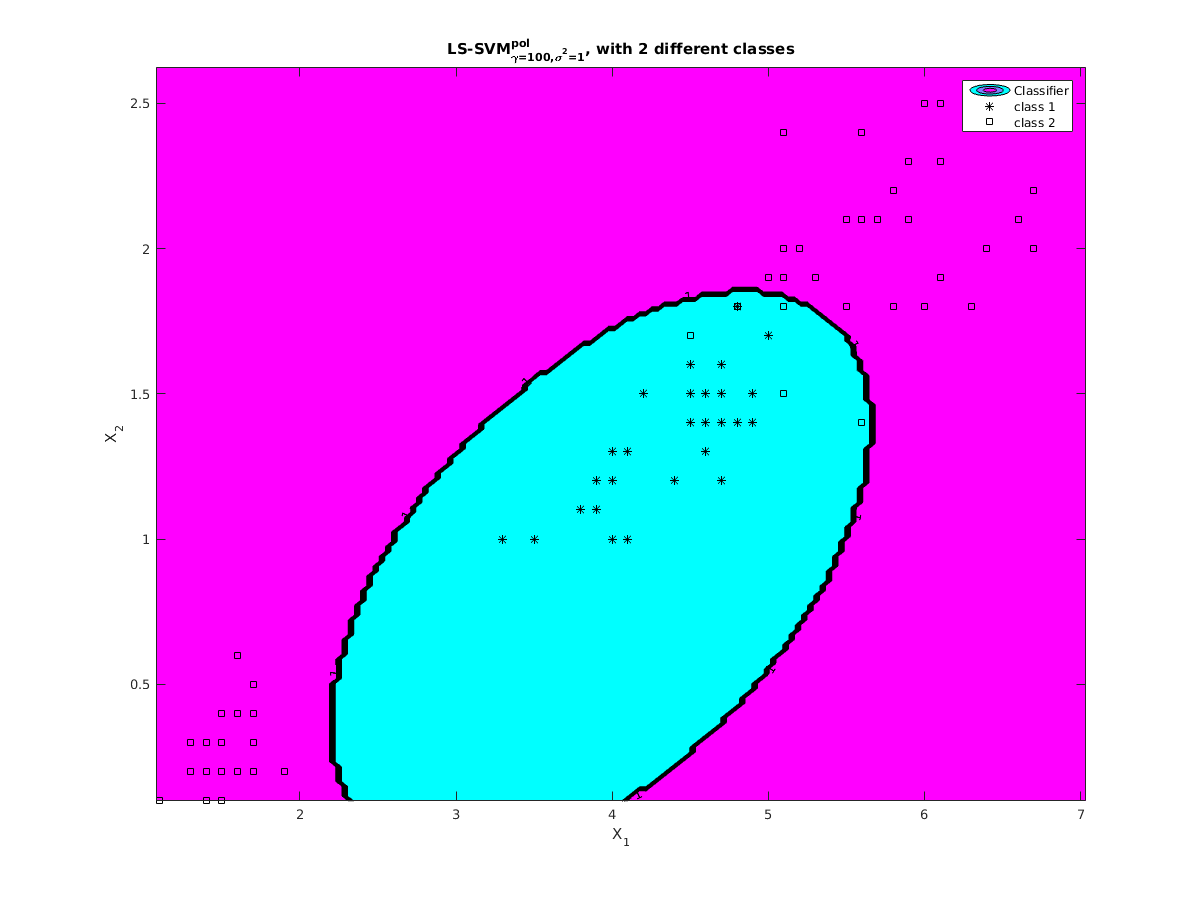 LS-SVM^pol_γ=100,σ²=1, with 2 different classes
Classifier
class 1
class 2
2.5
2
1.5
1
0.5
X_2
2 3 4 5 6 7
X_1